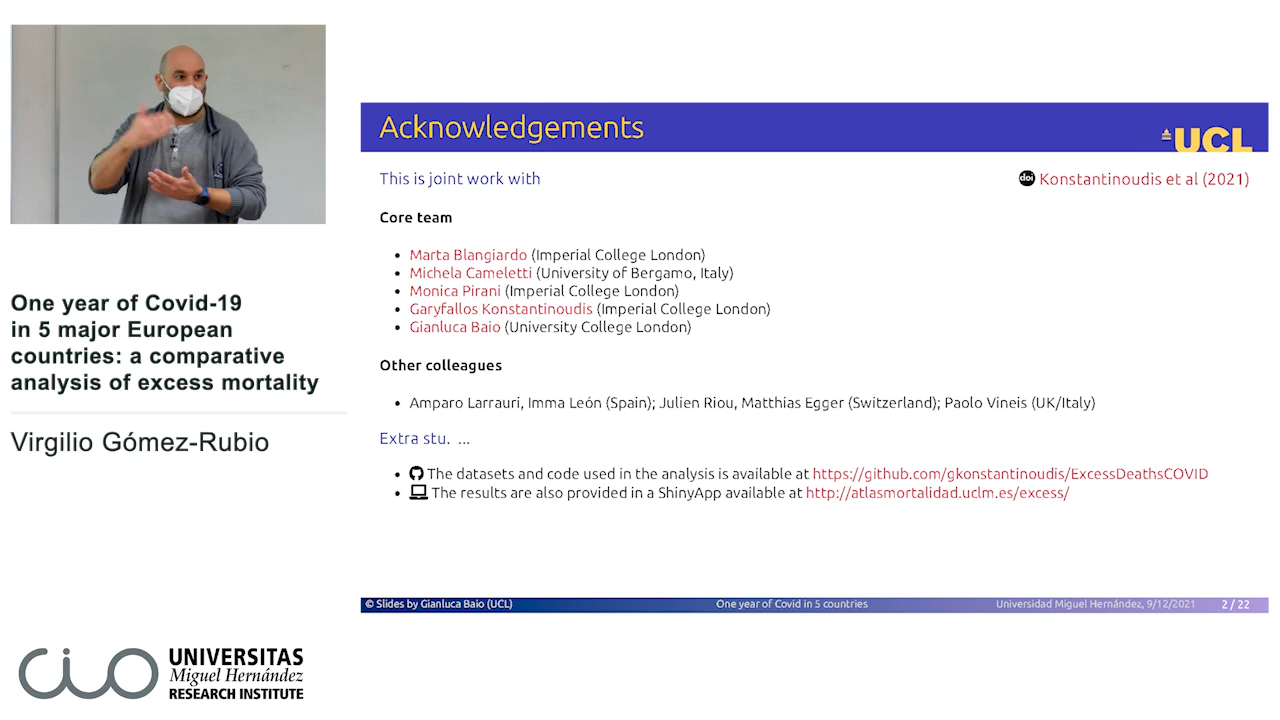 One year of Covid-19
in 5 major European
countries: a comparative
analysis of excess mortality
Virgilio Gómez-Rubio
cio
UNIVERSITAS
Miguel Hernández
RESEARCH INSTITUTE
Acknowledgements
UCL
This is joint work with
doi Konstantinoudis et al (2021)
Core team
• Marta Blangiardo (Imperial College London)
• Michela Cameletti (University of Bergamo, Italy)
• Monica Pirani (Imperial College London)
• Garyfallos Konstantinoudis (Imperial College London)
• Gianluca Baio (University College London)
Other colleagues
• Amparo Larrauri, Imma León (Spain); Julien Riou, Matthias Egger (Switzerland); Paolo Vineis (UK/Italy)
Extra stu. ...
• The datasets and code used in the analysis is available at https://github.com/gkonstantinoudis/ExcessDeathsCOVID
• The results are also provided in a ShinyApp available at http://atlasmortalidad.uclm.es/excess/
© Slides by Gianluca Baio (UCL)
One year of Covid in 5 countries
Universidad Miguel Hernández, 9/12/2021
2 / 22